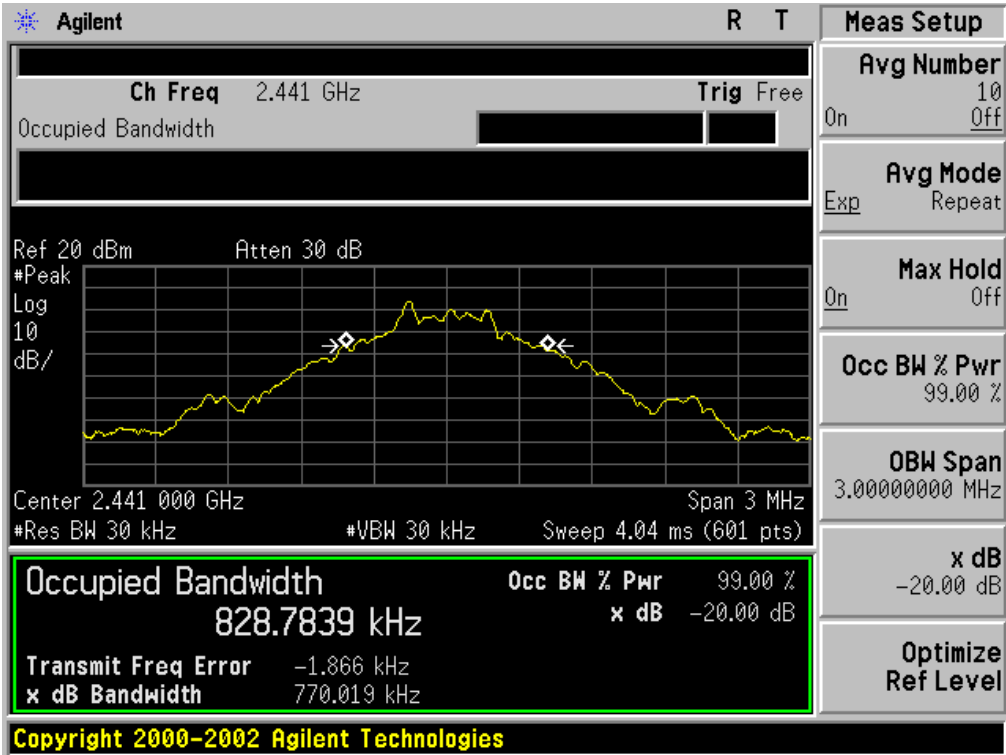 Agilent R T
Meas Setup
Ch Freq 2.441 GHz Trig Free
Occupied Bandwidth
Ref 20 dBm Atten 30 dB
#Peak
Log
10
dB/
Center 2.441 000 GHz Span 3 MHz
#Res BW 30 kHz #VBW 30 kHz Sweep 4.04 ms (601 pts)
Occupied Bandwidth Occ BW % Pwr 99.00 %
828.7839 kHz x dB -20.00 dB
Transmit Freq Error -1.866 kHz
x dB Bandwidth 770.019 kHz
Avg Number
10
On Off
Avg Mode
Exp Repeat
Max Hold
On Off
Occ BW % Pwr
99.00 %
OBW Span
3.00000000 MHz
x dB
-20.00 dB
Optimize
Ref Level
Copyright 2000-2002 Agilent Technologies